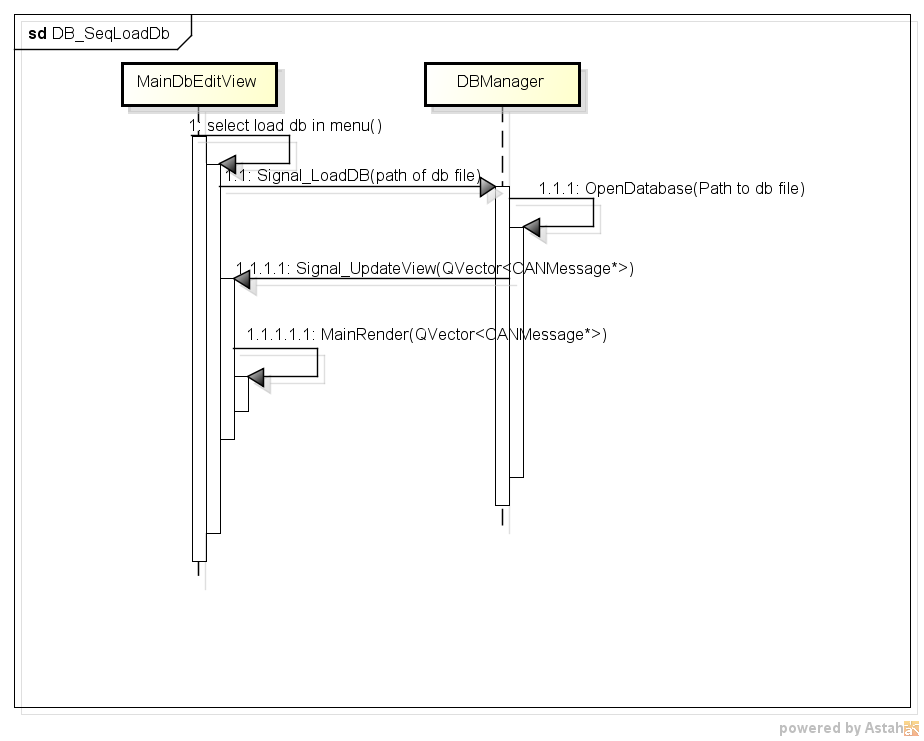 sd DB_SeqLoadDb
MainDbEditView
DBManager
1: select load db in menu()
1.1: Signal_LoadDB(path of db file)
1.1.1: OpenDatabase(Path to db file)
1.1.1.1: Signal_UpdateView(QVector<CANMessage*>)
1.1.1.1.1: MainRender(QVector<CANMessage*>)
powered by Astah